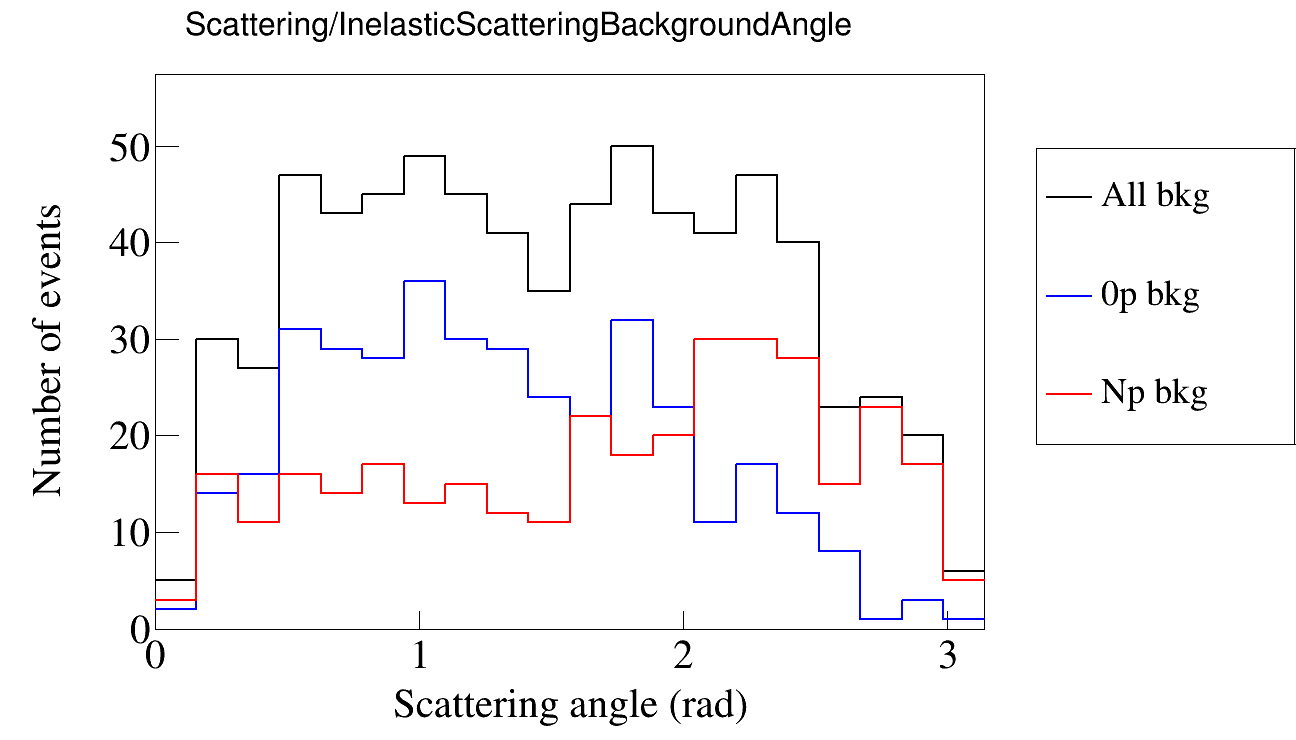 Scattering/InelasticScatteringBackgroundAngle
Number of events
50
40
30
20
10
0
0 1 2 3
Scattering angle (rad)
All bkg
0p bkg
Np bkg